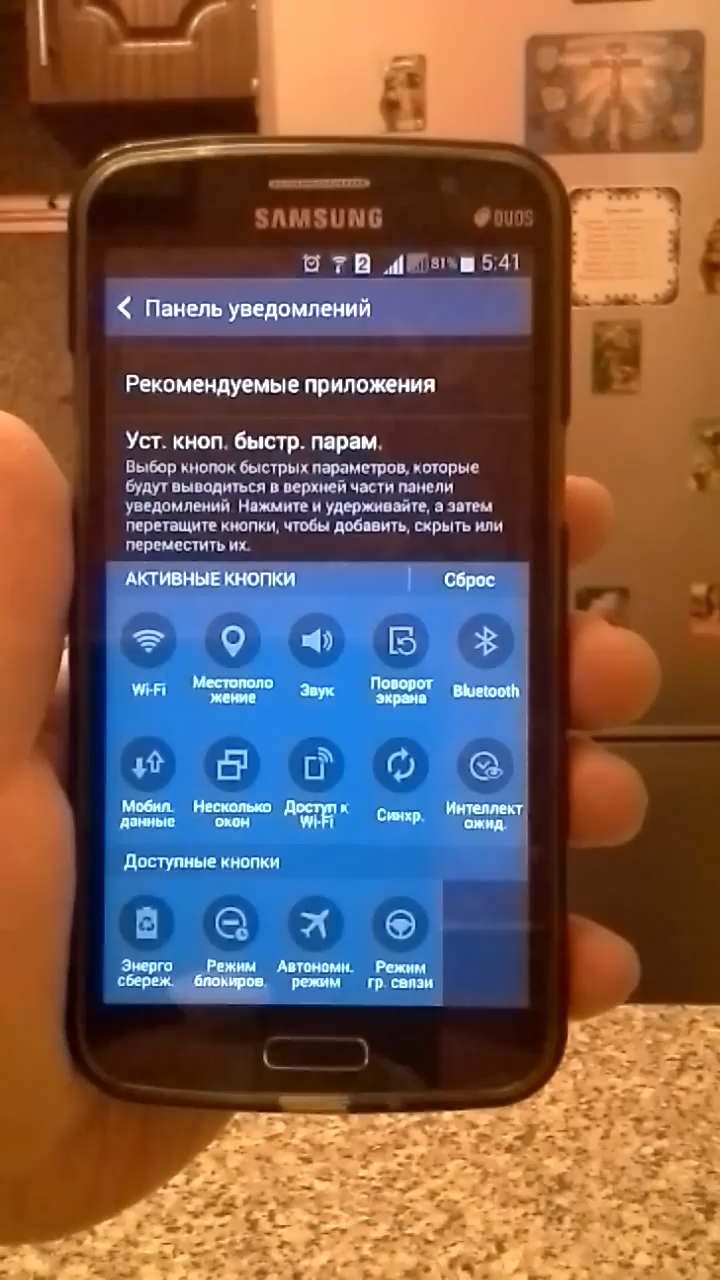 SAMSUNG
DUOS
2 81% 5:41
Панель уведомлений
Рекомендуемые приложения
Уст. кноп. быстр. парам.
Выбор кнопок быстрых параметров, которые
будут выводиться в верхней части панели
уведомлений. Нажмите и удерживайте, а затем
перетащите кнопки, чтобы добавить, скрыть или
переместить их.
АКТИВНЫЕ КНОПКИ Сброс
Wi-Fi Местополо Звук Поворот Bluetooth
жение экрана
Мобил. Несколько Доступ к Синхр. Интеллект
данные окон Wi-Fi ожид.
Доступные кнопки
Энерго Режим Автономн. Режим
сбереж. блокиров. режим гр. связи